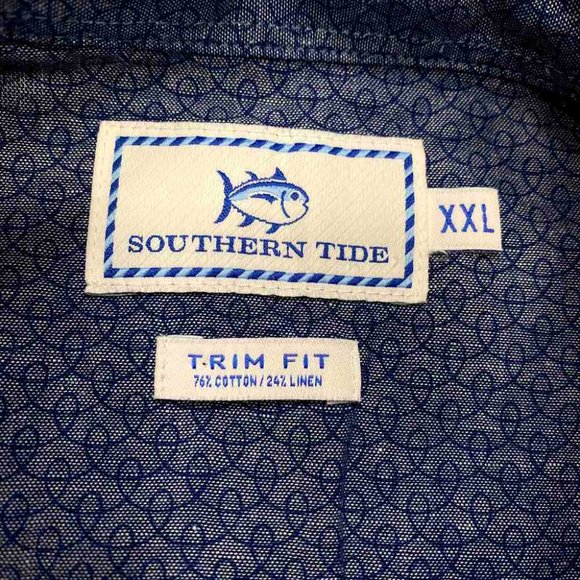 SOUTHERN TIDE
XXL
T·RIM FIT
76% COTTON / 24% LINEN